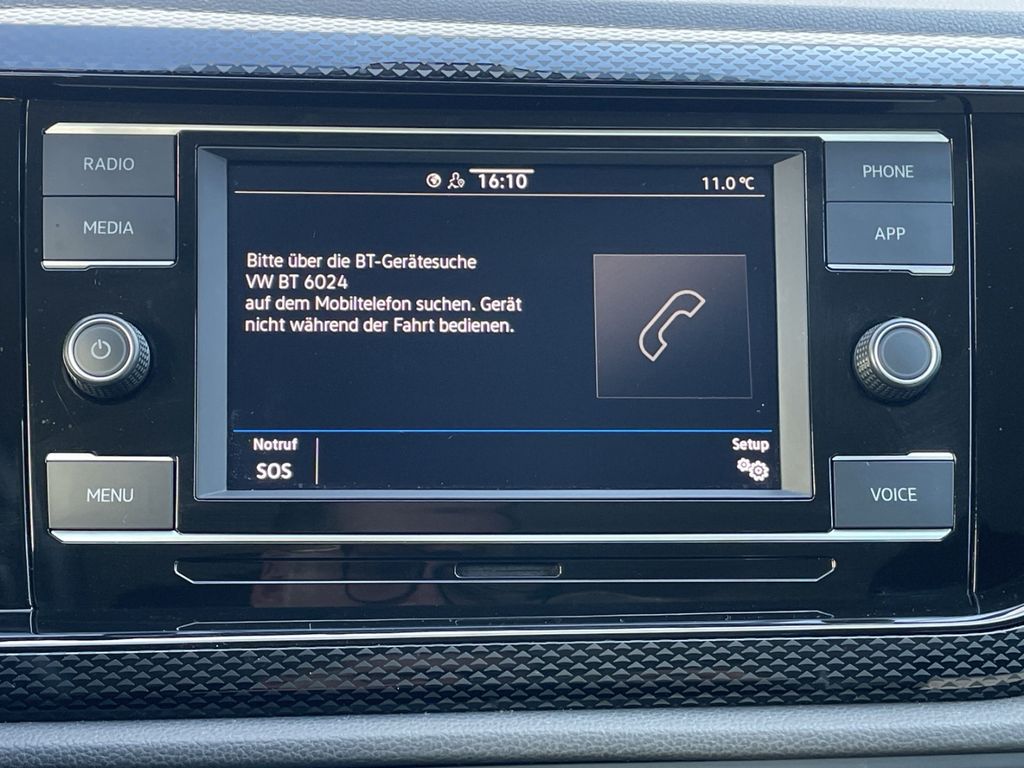 RADIO
MEDIA
MENU
16:10
11.0 °C
Bitte über die BT-Gerätesuche
VW BT 6024
auf dem Mobiltelefon suchen. Gerät
nicht während der Fahrt bedienen.
Notruf
SOS
Setup
PHONE
APP
VOICE